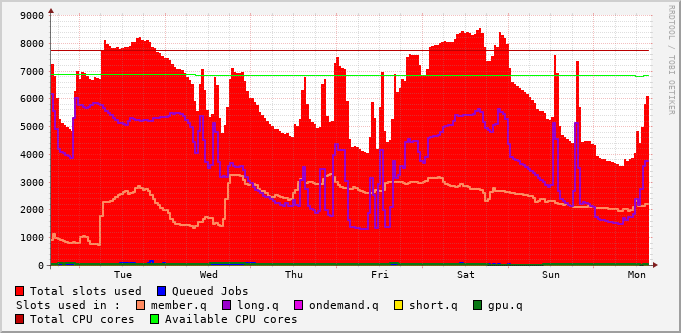 9000
8000
7000
6000
5000
4000
3000
2000
1000
0
Tue Wed Thu Fri Sat Sun Mon
RRDTOOL / TOBI OETIKER
Total slots used Queued Jobs
Slots used in : member.q long.q ondemand.q short.q gpu.q
Total CPU cores Available CPU cores